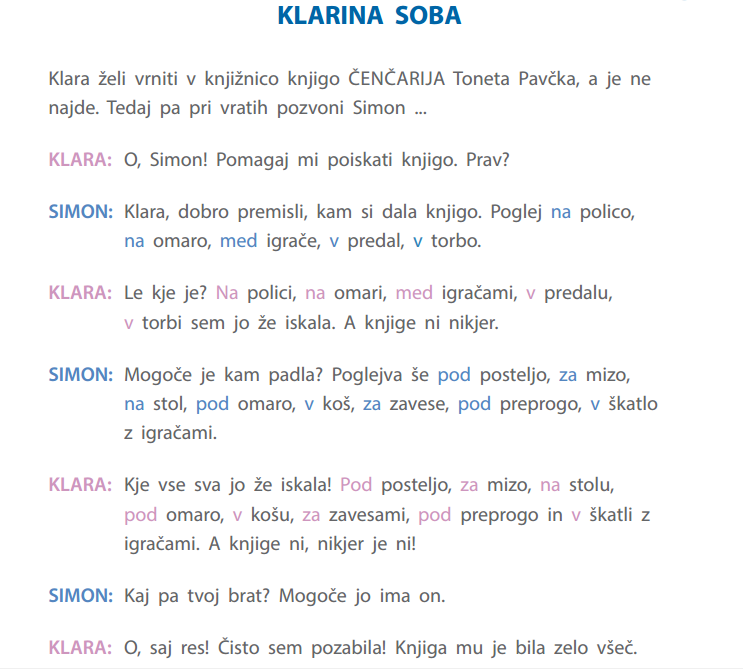 KLARINA SOBA
Klara želi vrniti v knjižnico knjigo ČENČARIJA Toneta Pavčka, a je ne
najde. Tedaj pa pri vratih pozvoni Simon ...
KLARA: O, Simon! Pomagaj mi poiskati knjigo. Prav?
SIMON: Klara, dobro premisli, kam si dala knjigo. Poglej na polico,
na omaro, med igrače, v predal, v torbo.
KLARA: Le kje je? Na polici, na omari, med igračami, v predalu,
v torbi sem jo že iskala. A knjige ni nikjer.
SIMON: Mogoče je kam padla? Poglejva še pod posteljo, za mizo,
na stol, pod omaro, v koš, za zavese, pod preprogo, v škatlo
z igračami.
KLARA: Kje vse sva jo že iskala! Pod posteljo, za mizo, na stolu,
pod omaro, v košu, za zavesami, pod preprogo in v škatli z
igračami. A knjige ni, nikjer je ni!
SIMON: Kaj pa tvoj brat? Mogoče jo ima on.
KLARA: O, saj res! Čisto sem pozabila! Knjiga mu je bila zelo všeč.